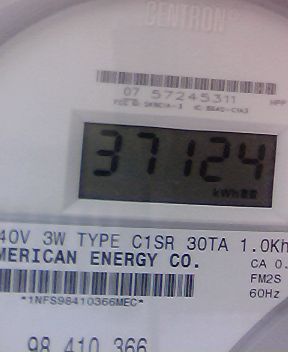 CENTRON®
07 57245311
37124
kWh
40V 3W TYPE C1SR 30TA 1.0Kh
MERICAN ENERGY CO.
CA 0.
FM2S
60Hz
*1NFS98410366MEC*
98 410 366